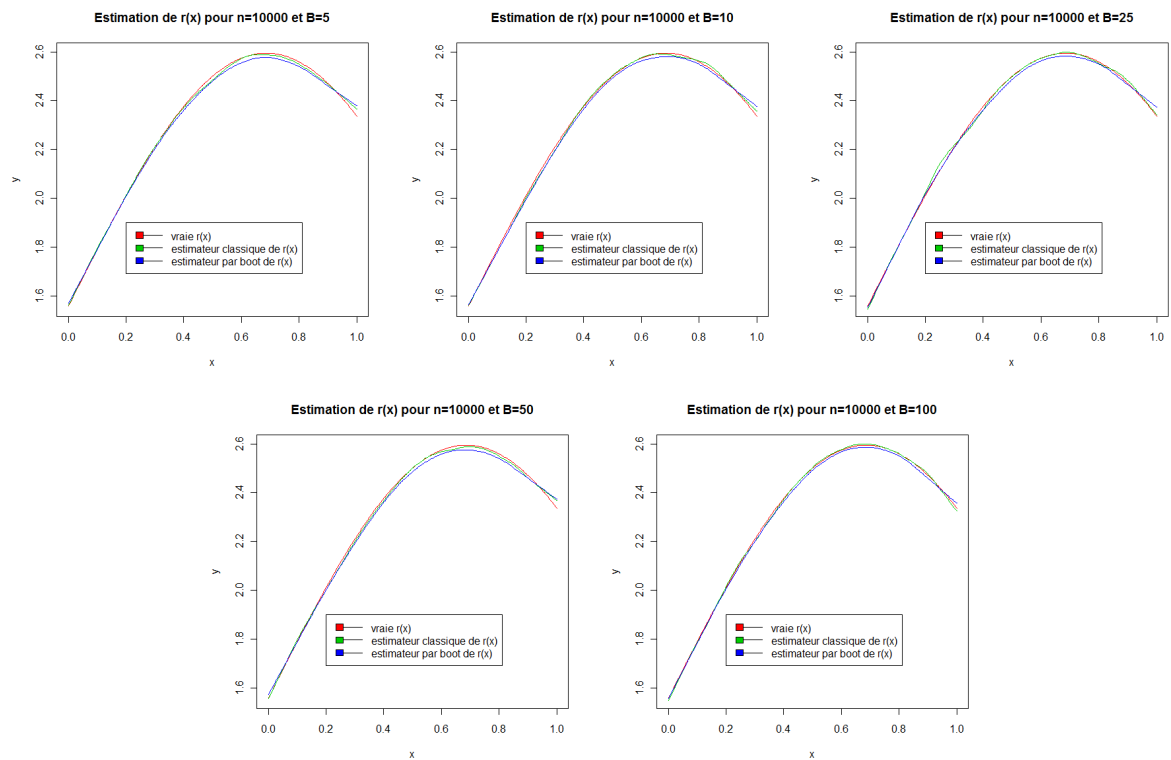 Estimation de r(x) pour n=10000 et B=5
y
2.6
2.4
2.2
2.0
1.8
1.6
vraie r(x)
estimateur classique de r(x)
estimateur par boot de r(x)
0.0 0.2 0.4 0.6 0.8 1.0
x
Estimation de r(x) pour n=10000 et B=10
y
2.6
2.4
2.2
2.0
1.8
1.6
vraie r(x)
estimateur classique de r(x)
estimateur par boot de r(x)
0.0 0.2 0.4 0.6 0.8 1.0
x
Estimation de r(x) pour n=10000 et B=25
y
2.6
2.4
2.2
2.0
1.8
1.6
vraie r(x)
estimateur classique de r(x)
estimateur par boot de r(x)
0.0 0.2 0.4 0.6 0.8 1.0
x
Estimation de r(x) pour n=10000 et B=50
y
2.6
2.4
2.2
2.0
1.8
1.6
vraie r(x)
estimateur classique de r(x)
estimateur par boot de r(x)
0.0 0.2 0.4 0.6 0.8 1.0
x
Estimation de r(x) pour n=10000 et B=100
y
2.6
2.4
2.2
2.0
1.8
1.6
vraie r(x)
estimateur classique de r(x)
estimateur par boot de r(x)
0.0 0.2 0.4 0.6 0.8 1.0
x